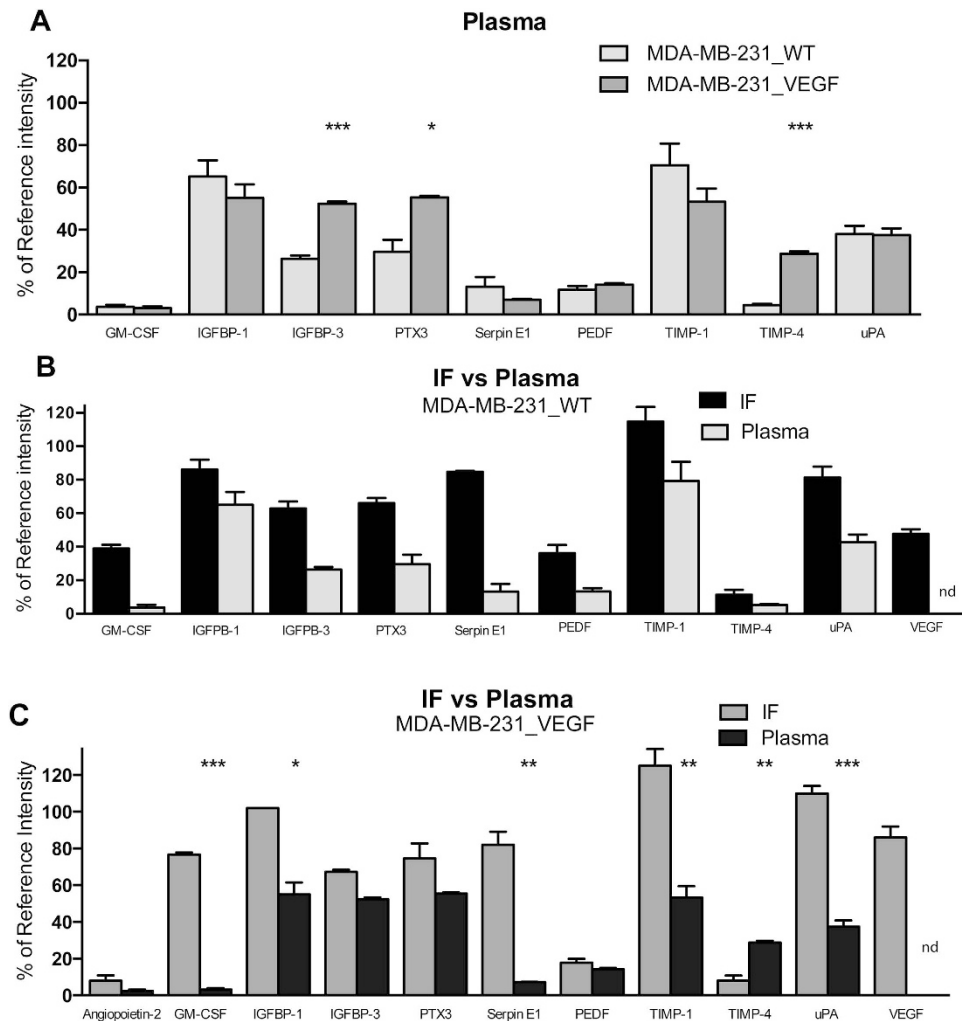 A
Plasma
MDA-MB-231_WT
MDA-MB-231_VEGF
% of Reference intensity
120
100
80
60
40
20
0
*** * ***
GM-CSF IGFBP-1 IGFBP-3 PTX3 Serpin E1 PEDF TIMP-1 TIMP-4 uPA
B
IF vs Plasma
MDA-MB-231_WT
IF
Plasma
% of Reference intensity
120
100
80
60
40
20
0
nd
GM-CSF IGFPB-1 IGFPB-3 PTX3 Serpin E1 PEDF TIMP-1 TIMP-4 uPA VEGF
C
IF vs Plasma
MDA-MB-231_VEGF
IF
Plasma
% of Reference Intensity
120
100
80
60
40
20
0
*** * ** ** ** ***
nd
Angiopoietin-2 GM-CSF IGFBP-1 IGFBP-3 PTX3 Serpin E1 PEDF TIMP-1 TIMP-4 uPA VEGF